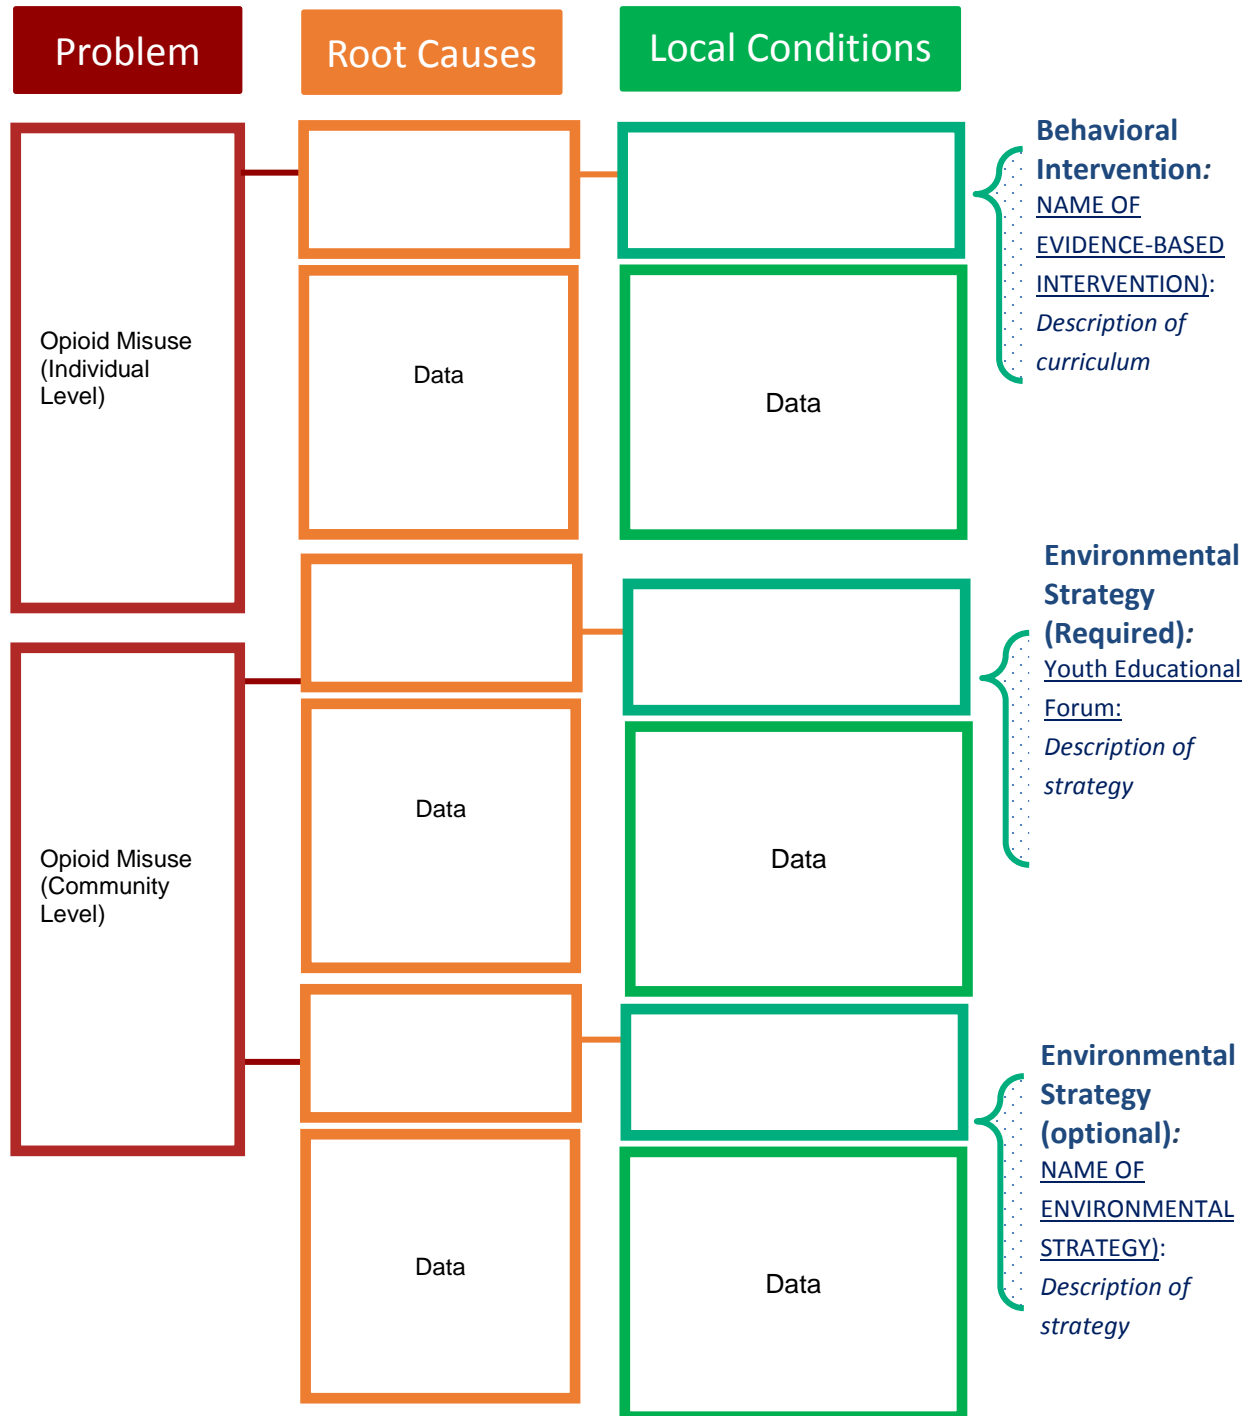 Problem
Root Causes
Local Conditions
Opioid Misuse
(Individual
Level)
Data
Data
Behavioral
Intervention:
NAME OF
EVIDENCE-BASED
INTERVENTION):
Description of
curriculum
Opioid Misuse
(Community
Level)
Data
Data
Environmental
Strategy
(Required):
Youth Educational
Forum:
Description of
strategy
Data
Data
Environmental
Strategy
(optional):
NAME OF
ENVIRONMENTAL
STRATEGY):
Description of
strategy